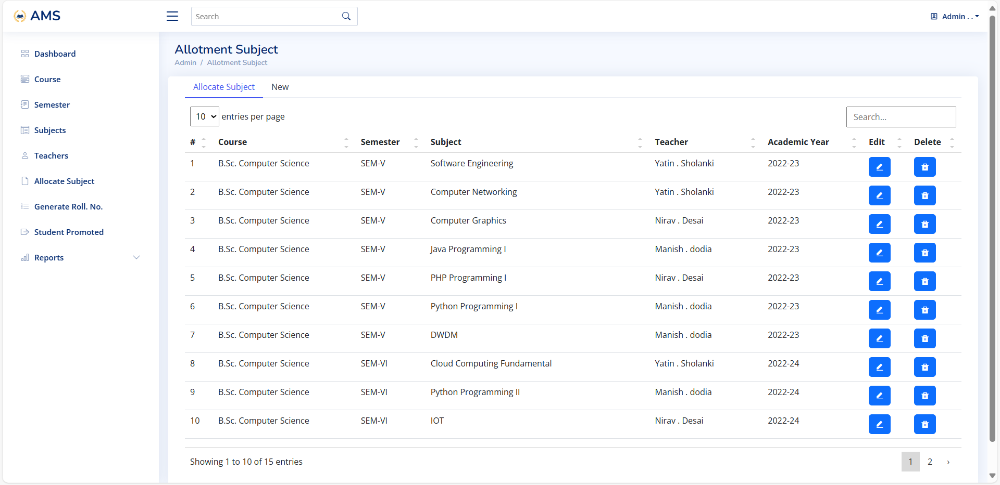 AMS
Search
Admin . .
Dashboard
Course
Semester
Subjects
Teachers
Allocate Subject
Generate Roll. No.
Student Promoted
Reports
Allotment Subject
Admin / Allotment Subject
Allocate Subject New
10 entries per page
Search...
# Course Semester Subject Teacher Academic Year Edit Delete
1 B.Sc. Computer Science SEM-V Software Engineering Yatin . Sholanki 2022-23
2 B.Sc. Computer Science SEM-V Computer Networking Yatin . Sholanki 2022-23
3 B.Sc. Computer Science SEM-V Computer Graphics Nirav . Desai 2022-23
4 B.Sc. Computer Science SEM-V Java Programming I Manish . dodia 2022-23
5 B.Sc. Computer Science SEM-V PHP Programming I Nirav . Desai 2022-23
6 B.Sc. Computer Science SEM-V Python Programming I Manish . dodia 2022-23
7 B.Sc. Computer Science SEM-V DWDM Manish . dodia 2022-23
8 B.Sc. Computer Science SEM-VI Cloud Computing Fundamental Yatin . Sholanki 2022-24
9 B.Sc. Computer Science SEM-VI Python Programming II Manish . dodia 2022-24
10 B.Sc. Computer Science SEM-VI IOT Nirav . Desai 2022-24
Showing 1 to 10 of 15 entries
1 2 ›